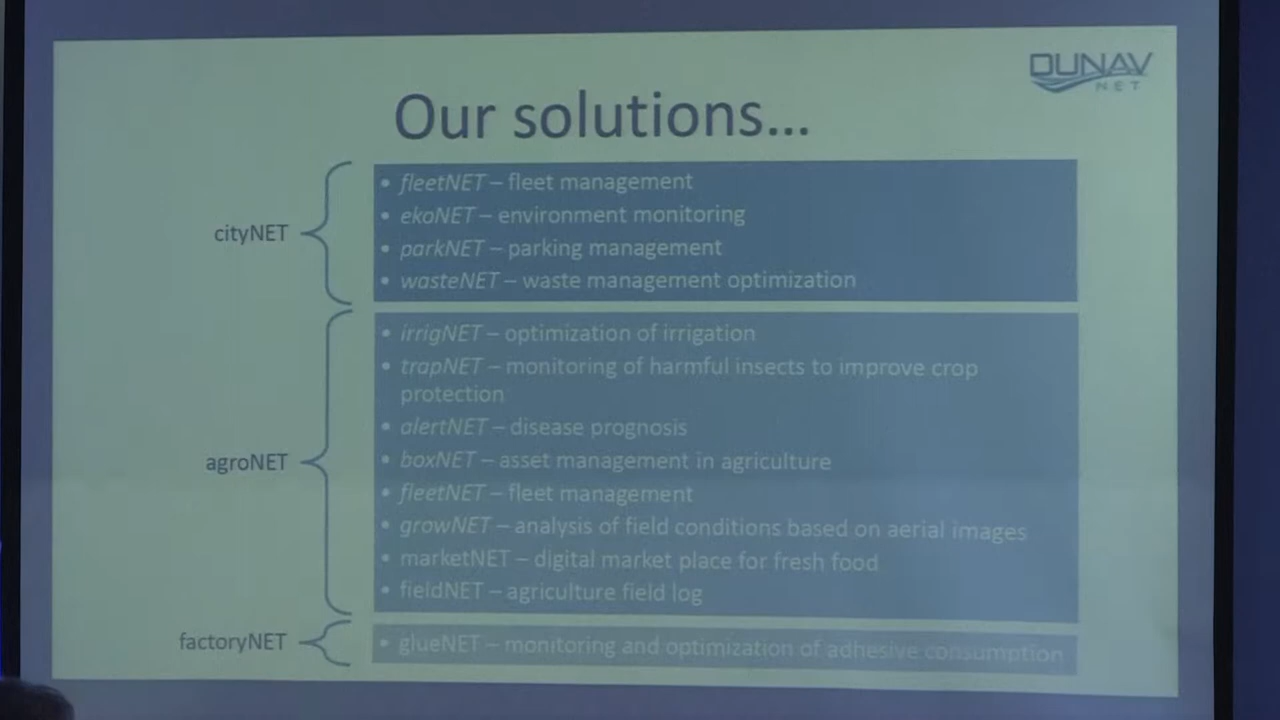 DUNAV
NET
Our solutions...
cityNET
• fleetNET – fleet management
• ekoNET – environment monitoring
• parkNET – parking management
• wasteNET – waste management optimization
agroNET
• irrigNET – optimization of irrigation
• trapNET – monitoring of harmful insects to improve crop
protection
• alertNET – disease prognosis
• boxNET – asset management in agriculture
• fleetNET – fleet management
• growNET – analysis of field conditions based on aerial images
• marketNET – digital market place for fresh food
• fieldNET – agriculture field log
factoryNET
• glueNET – monitoring and optimization of adhesive consumption